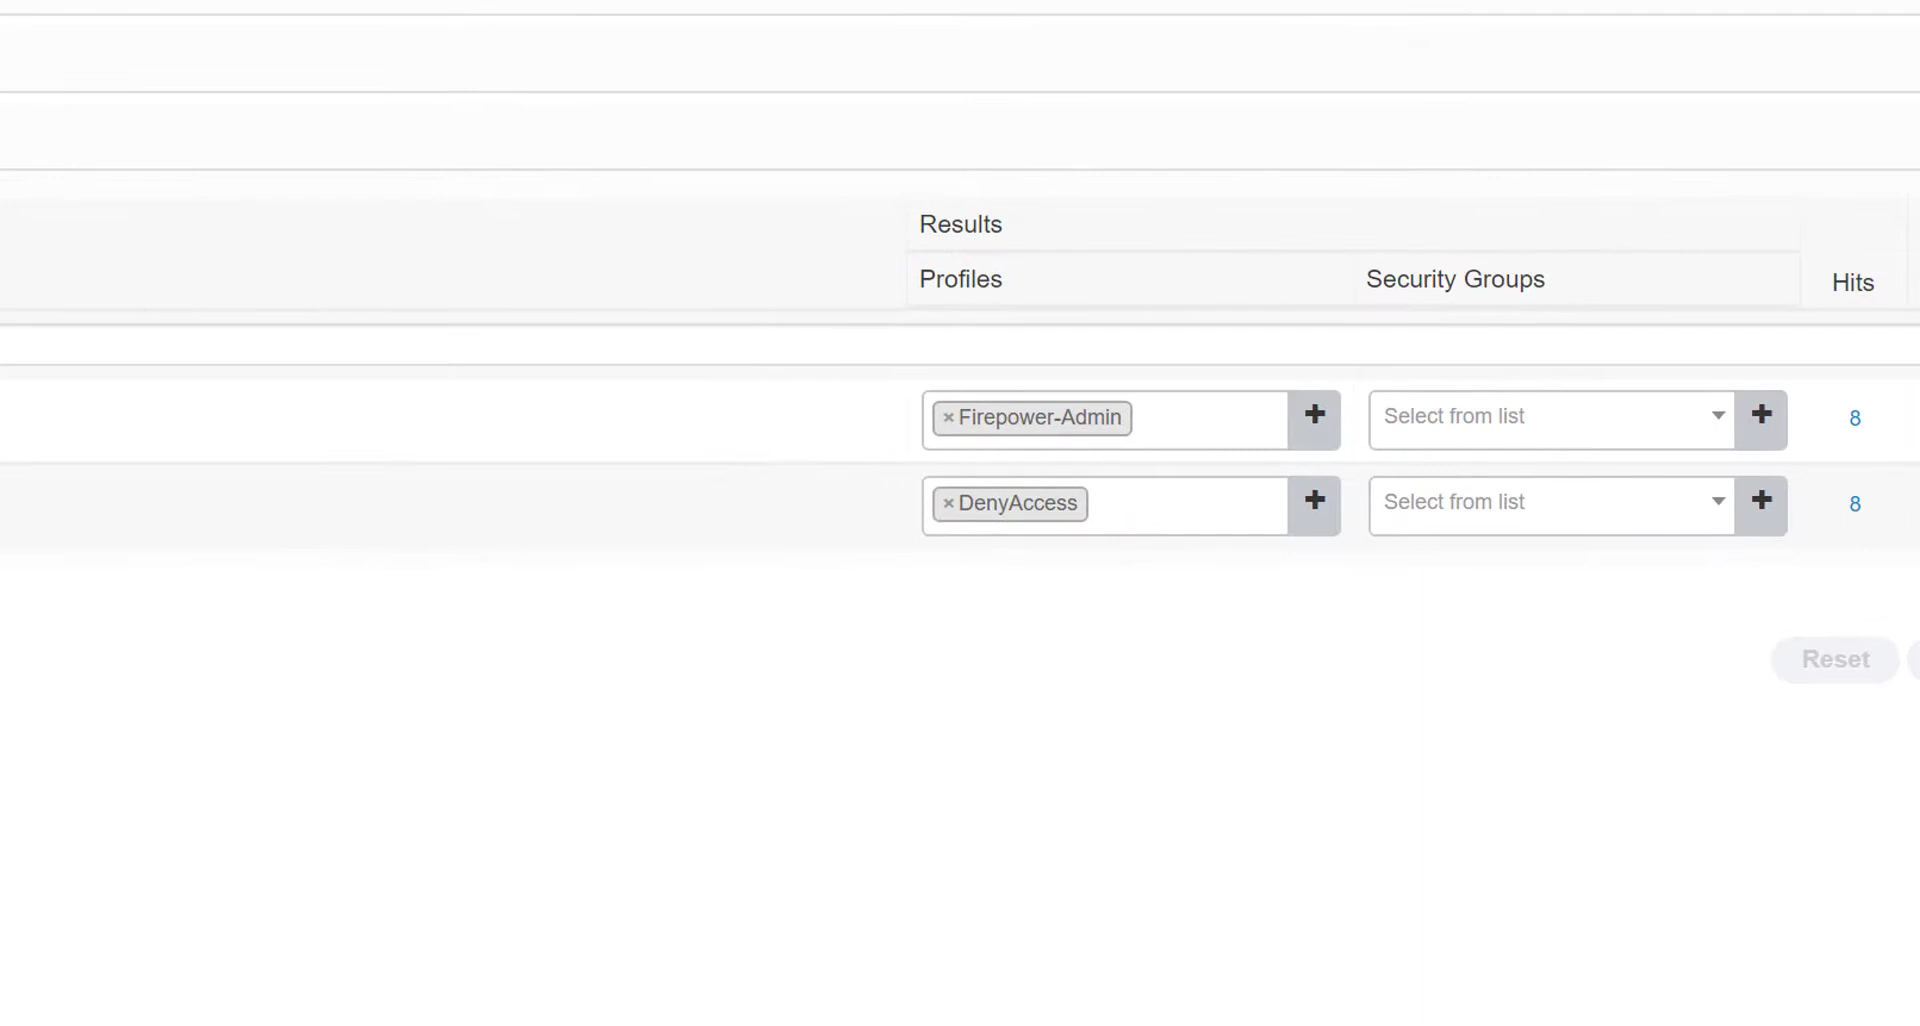 Results
Profiles Security Groups Hits
×Firepower-Admin + Select from list + 8
×DenyAccess + Select from list + 8
Reset